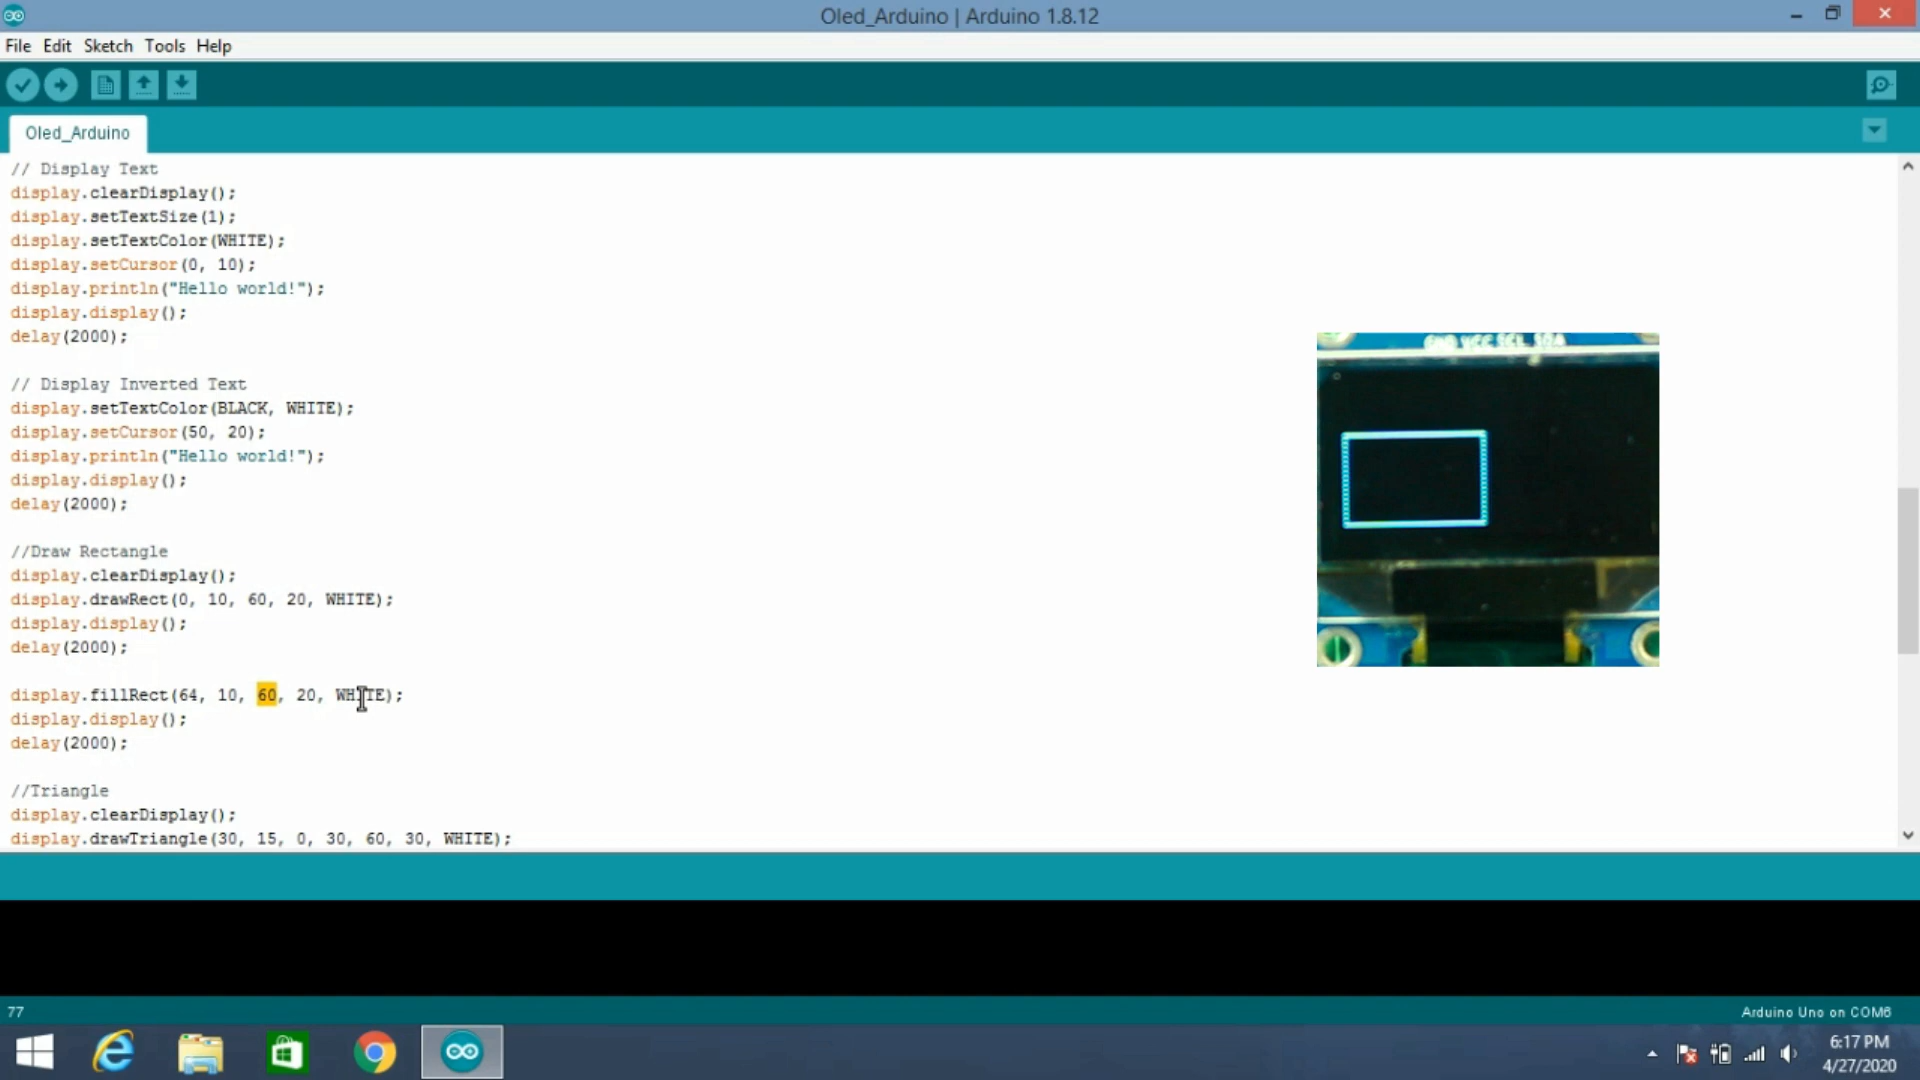 Oled_Arduino | Arduino 1.8.12
File Edit Sketch Tools Help
Oled_Arduino
// Display Text
display.clearDisplay();
display.setTextSize(1);
display.setTextColor(WHITE);
display.setCursor(0, 10);
display.println("Hello world!");
display.display();
delay(2000);
// Display Inverted Text
display.setTextColor(BLACK, WHITE);
display.setCursor(50, 20);
display.println("Hello world!");
display.display();
delay(2000);
//Draw Rectangle
display.clearDisplay();
display.drawRect(0, 10, 60, 20, WHITE);
display.display();
delay(2000);
display.fillRect(64, 10, 60, 20, WHITE);
display.display();
delay(2000);
//Triangle
display.clearDisplay();
display.drawTriangle(30, 15, 0, 30, 60, 30, WHITE);
GND VCC SCL SDA
77
Arduino Uno on COM6
6:17 PM
4/27/2020